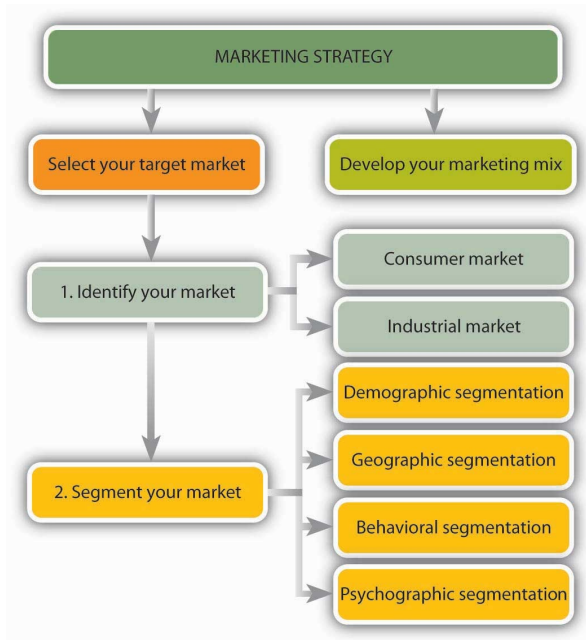 MARKETING STRATEGY
Select your target market
Develop your marketing mix
1. Identify your market
Consumer market
Industrial market
2. Segment your market
Demographic segmentation
Geographic segmentation
Behavioral segmentation
Psychographic segmentation